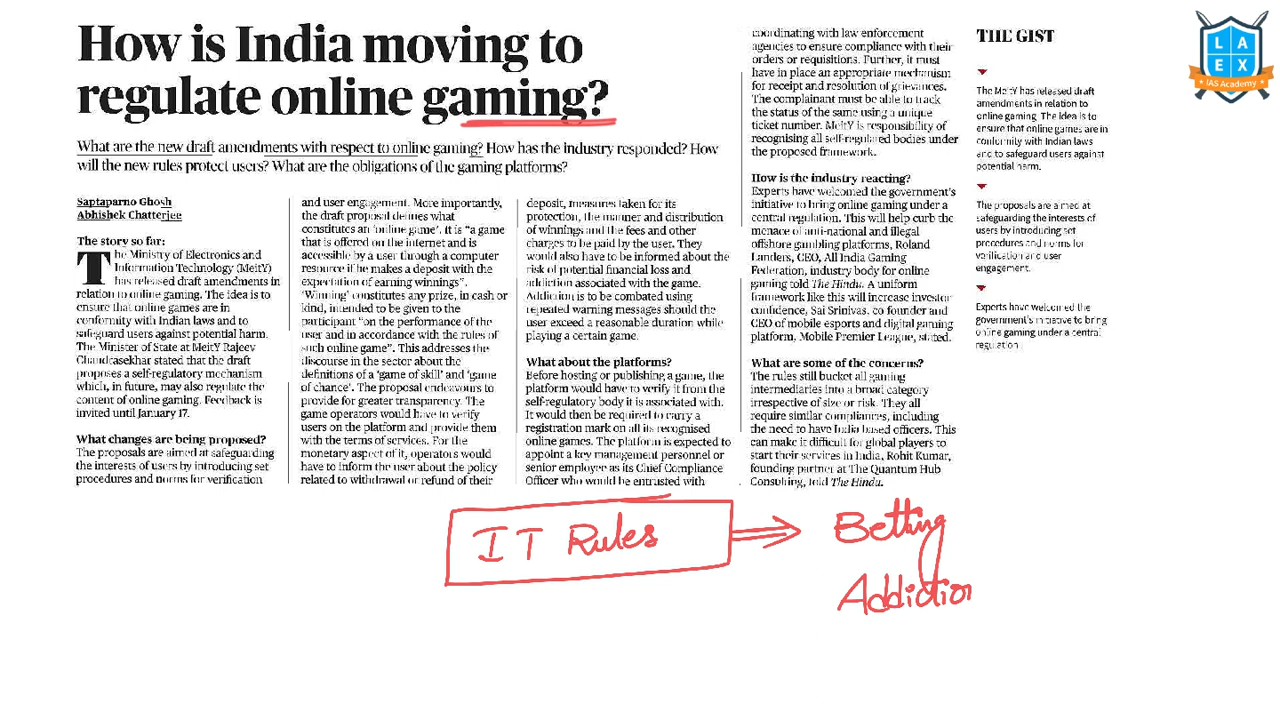 How is India moving to
regulate online gaming?
What are the new draft amendments with respect to online gaming? How has the industry responded? How
will the new rules protect users? What are the obligations of the gaming platforms?
Saptaparno Ghosh
Abhishek Chatterjee
The story so far:
The Ministry of Electronics and
Information Technology (MeitY)
has released draft amendments in
relation to online gaming. The idea is to
ensure that online games are in
conformity with Indian laws and to
safeguard users against potential harm.
The Minister of State at MeitY Rajeev
Chandrasekhar stated that the draft
proposes a self-regulatory mechanism
which, in future, may also regulate the
content of online gaming. Feedback is
invited until January 17.
What changes are being proposed?
The proposals are aimed at safeguarding
the interests of users by introducing set
procedures and norms for verification
and user engagement. More importantly,
the draft proposal defines what
constitutes an 'online game'. It is "a game
that is offered on the internet and is
accessible by a user through a computer
resource if he makes a deposit with the
expectation of earning winnings".
'Winning' constitutes any prize, in cash or
kind, intended to be given to the
participant "on the performance of the
user and in accordance with the rules of
such online game". This addresses the
discourse in the sector about the
definitions of a 'game of skill' and 'game
of chance'. The proposal endeavours to
provide for greater transparency. The
game operators would have to verify
users on the platform and provide them
with the terms of services. For the
monetary aspect of it, operators would
have to inform the user about the policy
related to withdrawal or refund of their
deposit, measures taken for its
protection, the manner and distribution
of winnings and the fees and other
charges to be paid by the user. They
would also have to be informed about the
risk of potential financial loss and
addiction associated with the game.
Addiction is to be combated using
repeated warning messages should the
user exceed a reasonable duration while
playing a certain game.
What about the platforms?
Before hosting or publishing a game, the
platform would have to verify it from the
self-regulatory body it is associated with.
It would then be required to carry a
registration mark on all its recognised
online games. The platform is expected to
appoint a key management personnel or
senior employee as its Chief Compliance
Officer who would be entrusted with
coordinating with law enforcement
agencies to ensure compliance with their
orders or requisitions. Further, it must
have in place an appropriate mechanism
for receipt and resolution of grievances.
The complainant must be able to track
the status of the same using a unique
ticket number. MeitY is responsibility of
recognising all self-regulated bodies under
the proposed framework.
How is the industry reacting?
Experts have welcomed the government's
initiative to bring online gaming under a
central regulation. This will help curb the
menace of anti-national and illegal
offshore gambling platforms, Roland
Landers, CEO, All India Gaming
Federation, industry body for online
gaming told The Hindu. A uniform
framework like this will increase investor
confidence, Sai Srinivas. co founder and
CEO of mobile esports and digital gaming
platform, Mobile Premier League, stated.
What are some of the concerns?
The rules still bucket all gaming
intermediaries into a broad category
irrespective of size or risk. They all
require similar compliances, including
the need to have India based officers. This
can make it difficult for global players to
start their services in India, Rohit Kumar,
founding partner at The Quantum Hub
Consulting, told The Hindu.
THE GIST
The MeitY has released draft
amendments in relation to
online gaming. The idea is to
ensure that online games are in
conformity with Indian laws
and to safeguard users against
potential harm.
The proposals are aimed at
safeguarding the interests of
users by introducing set
procedures and norms for
verification and user
engagement.
Experts have welcomed the
government's initiative to bring
online gaming under a central
regulation
LAEX
IAS Academy
IT Rules ⇒ Betting
Addiction